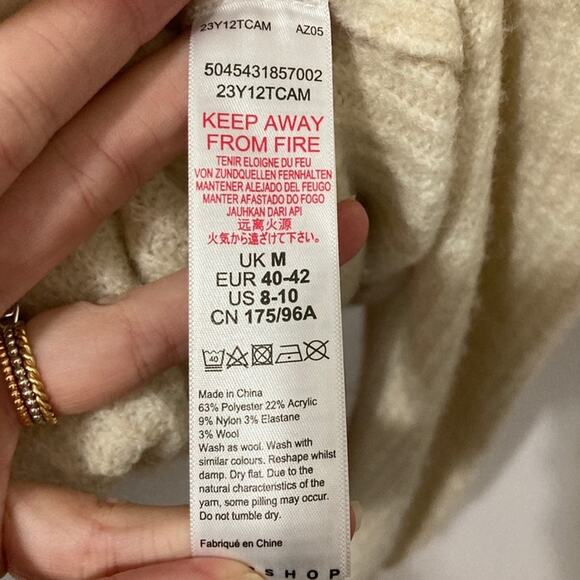 23Y12TCAM AZ05
5045431857002
23Y12TCAM
KEEP AWAY
FROM FIRE
TENIR ELOIGNE DU FEU
VON ZUNDQUELLEN FERNHALTEN
MANTENER ALEJADO DEL FEUGO
MANTER AFASTADO DO FOGO
JAUHKAN DARI API
远离火源
火気から遠ざけて下さい。
UK M
EUR 40-42
US 8-10
CN 175/96A
40
Made in China
63% Polyester 22% Acrylic
9% Nylon 3% Elastane
3% Wool
Wash as wool. Wash with
similar colours. Reshape whilst
damp. Dry flat. Due to the
natural characteristics of the
yarn, some pilling may occur.
Do not tumble dry.
Fabriqué en Chine
SHOP